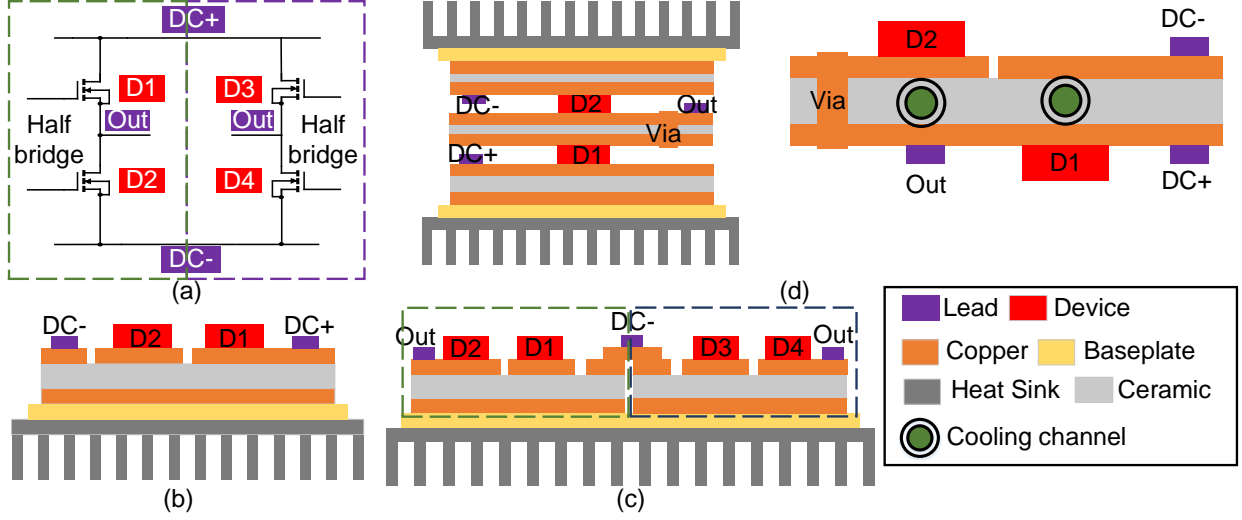 DC+
D1
D3
Out
Out
Half
bridge
Half
bridge
D2
D4
DC-
(a)
DC-
D2
Out
Via
DC+
D1
DC-
D2
Via
D1
Out
DC+
(d)
DC-
D2
D1
DC+
(b)
Out
D2
D1
DC-
D3
D4
Out
(c)
Lead
Device
Copper
Baseplate
Heat Sink
Ceramic
Cooling channel